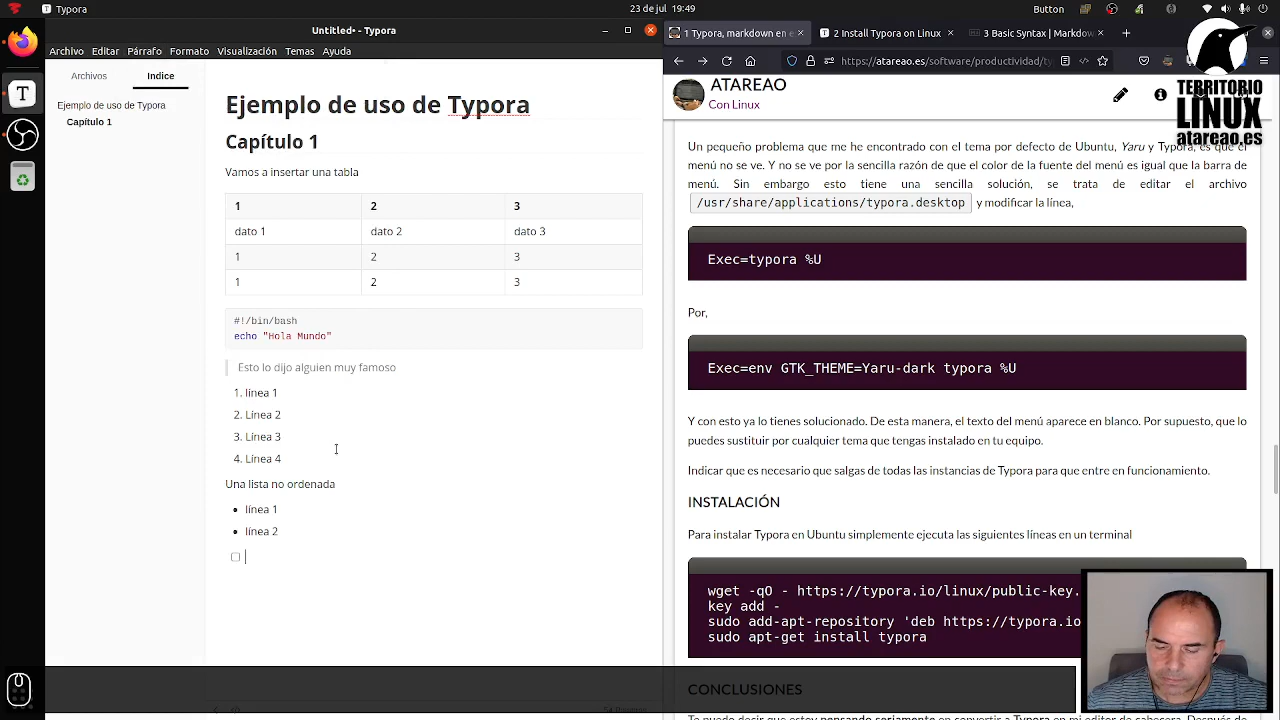 Typora
23 de jul 19:49
Untitled• - Typora
Archivo Editar Párrafo Formato Visualización Temas Ayuda
Archivos Indice
Ejemplo de uso de Typora
Capítulo 1
Ejemplo de uso de Typora
Capítulo 1
Vamos a insertar una tabla
1 2 3
dato 1 dato 2 dato 3
1 2 3
1 2 3
#!/bin/bash
echo "Hola Mundo"
Esto lo dijo alguien muy famoso
1. línea 1
2. Línea 2
3. Línea 3
4. Línea 4
Una lista no ordenada
• línea 1
• línea 2
Button
1 Typora, Markdown en e
2 Install Typora on Linux
3 Basic Syntax | Markdow
https://atareao.es/software/productividad/ty
ATAREAO
Con Linux
TERRITORIO
LINUX
atareao.es
Un pequeño problema que me he encontrado con el tema por defecto de Ubuntu, Yaru y Typora, es que el
menú no se ve. Y no se ve por la sencilla razón de que el color de la fuente del menú es igual que la barra de
menú. Sin embargo esto tiene una sencilla solución, se trata de editar el archivo
/usr/share/applications/typora.desktop y modificar la línea,
Exec=typora %U
Por,
Exec=env GTK_THEME=Yaru-dark typora %U
Y con esto ya lo tienes solucionado. De esta manera, el texto del menú aparece en blanco. Por supuesto, que lo
puedes sustituir por cualquier tema que tengas instalado en tu equipo.
Indicar que es necesario que salgas de todas las instancias de Typora para que entre en funcionamiento.
INSTALACIÓN
Para instalar Typora en Ubuntu simplemente ejecuta las siguientes líneas en un terminal
wget -qO - https://typora.io/linux/public-key.
key add -
sudo add-apt-repository 'deb https://typora.io
sudo apt-get install typora
CONCLUSIONES